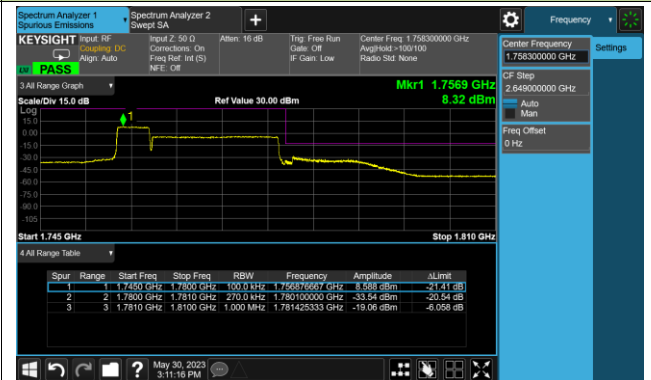 Spectrum Analyzer 1
Spurious Emissions
Spectrum Analyzer 2
Swept SA
+
Frequency
KEYSIGHT
Input: RF
Coupling: DC
Align: Auto
Input Z: 50 Ω
Corrections: On
Freq Ref: Int (S)
NFE: Off
Atten: 16 dB
Trig: Free Run
Gate: Off
IF Gain: Low
Center Freq: 1.758300000 GHz
Avg|Hold:>100/100
Radio Std: None
PASS
Center Frequency
1.758300000 GHz
Settings
CF Step
2.649000000 GHz
Auto
Man
Freq Offset
0 Hz
3 All Range Graph
Mkr1 1.7569 GHz
8.32 dBm
Scale/Div 15.0 dB
Ref Value 30.00 dBm
Log
1
15.0
0.00
-15.0
-30.0
-45.0
-60.0
-75.0
-90.0
-105
Start 1.745 GHz
Stop 1.810 GHz
4 All Range Table
Spur Range Start Freq Stop Freq RBW Frequency Amplitude ΔLimit
1 1 1.7450 GHz 1.7800 GHz 100.0 kHz 1.756876667 GHz 8.588 dBm -21.41 dB
2 2 1.7800 GHz 1.7810 GHz 270.0 kHz 1.780100000 GHz -33.54 dBm -20.54 dB
3 3 1.7810 GHz 1.8100 GHz 1.000 MHz 1.781425333 GHz -19.06 dBm -6.058 dB
?
May 30, 2023
3:11:16 PM